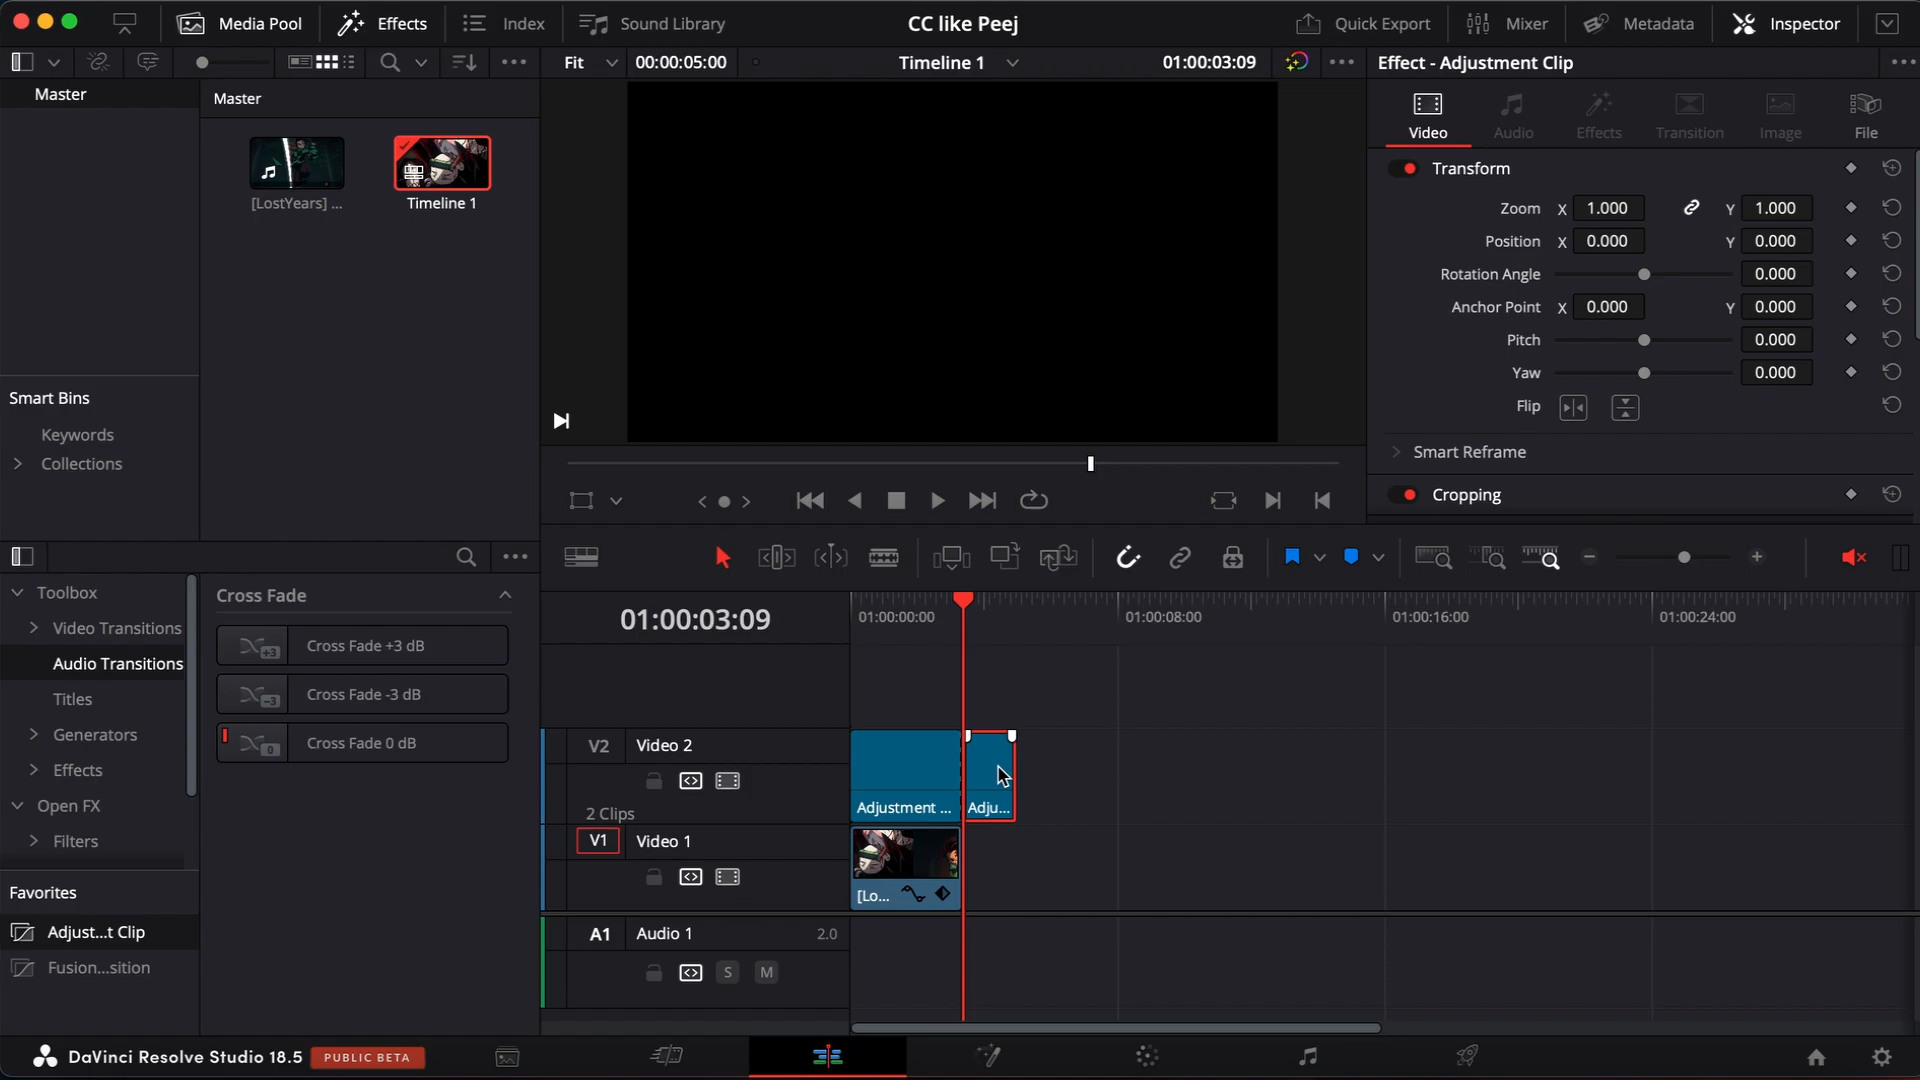 Media Pool Effects Index Sound Library CC like Peej Quick Export Mixer Metadata Inspector
Fit 00:00:05:00 Timeline 1 01:00:03:09 Effect - Adjustment Clip
Master Master
Video Audio Effects Transition Image File
[LostYears] ... Timeline 1
Transform
Zoom X 1.000 Y 1.000
Position X 0.000 Y 0.000
Rotation Angle 0.000
Anchor Point X 0.000 Y 0.000
Pitch 0.000
Yaw 0.000
Flip
Smart Reframe
Cropping
Smart Bins
Keywords
Collections
Toolbox
Video Transitions
Audio Transitions
Titles
Generators
Effects
Open FX
Filters
Favorites
Adjust...t Clip
Fusion...sition
Cross Fade
+3 Cross Fade +3 dB
-3 Cross Fade -3 dB
0 Cross Fade 0 dB
01:00:03:09 01:00:00:00 01:00:08:00 01:00:16:00 01:00:24:00
V2 Video 2
2 Clips
Adjustment ... Adju...
V1 Video 1
[Lo...
A1 Audio 1 2.0
S M
DaVinci Resolve Studio 18.5 PUBLIC BETA